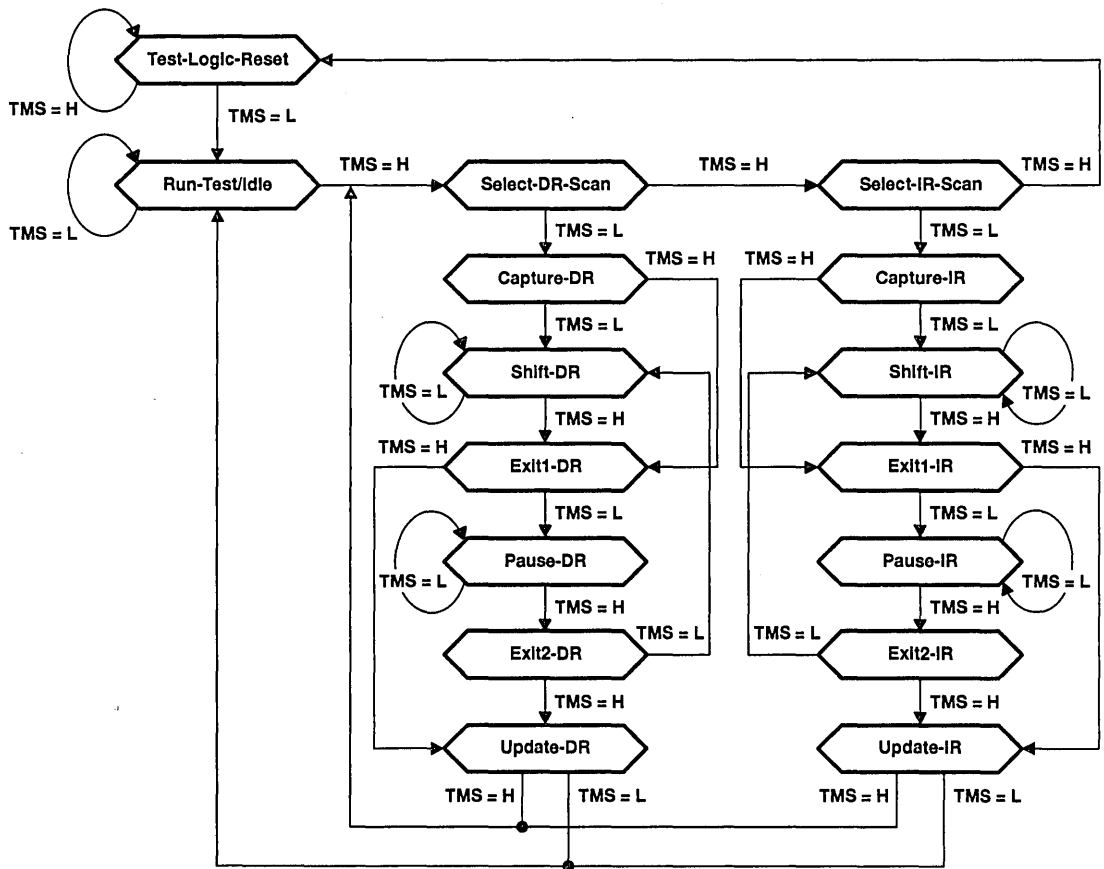 Test-Logic-Reset
TMS = H
TMS = L
Run-Test/Idle
TMS = L
TMS = H
Select-DR-Scan
TMS = H
Select-IR-Scan
TMS = H
TMS = L
TMS = L
Capture-DR
TMS = H
TMS = H
Capture-IR
TMS = L
TMS = L
Shift-DR
TMS = L
Shift-IR
TMS = L
TMS = H
TMS = H
TMS = H
Exit1-DR
Exit1-IR
TMS = H
TMS = L
TMS = L
Pause-DR
TMS = L
Pause-IR
TMS = L
TMS = H
TMS = H
Exit2-DR
TMS = L
TMS = L
Exit2-IR
TMS = H
TMS = H
Update-DR
Update-IR
TMS = H
TMS = L
TMS = H
TMS = L